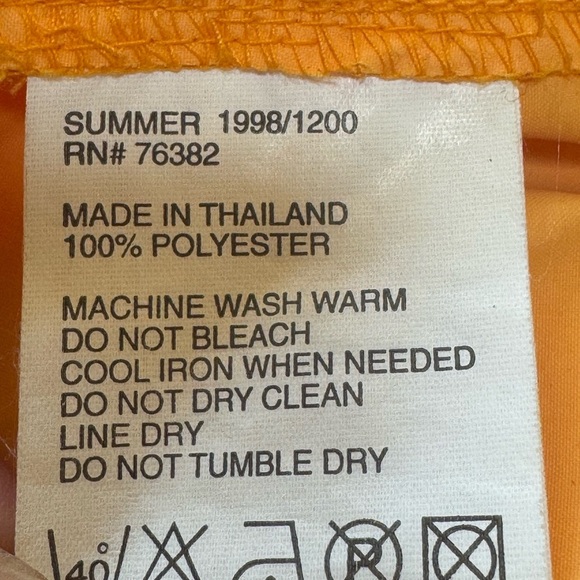 SUMMER 1998/1200
RN# 76382
MADE IN THAILAND
100% POLYESTER
MACHINE WASH WARM
DO NOT BLEACH
COOL IRON WHEN NEEDED
DO NOT DRY CLEAN
LINE DRY
DO NOT TUMBLE DRY
40° P